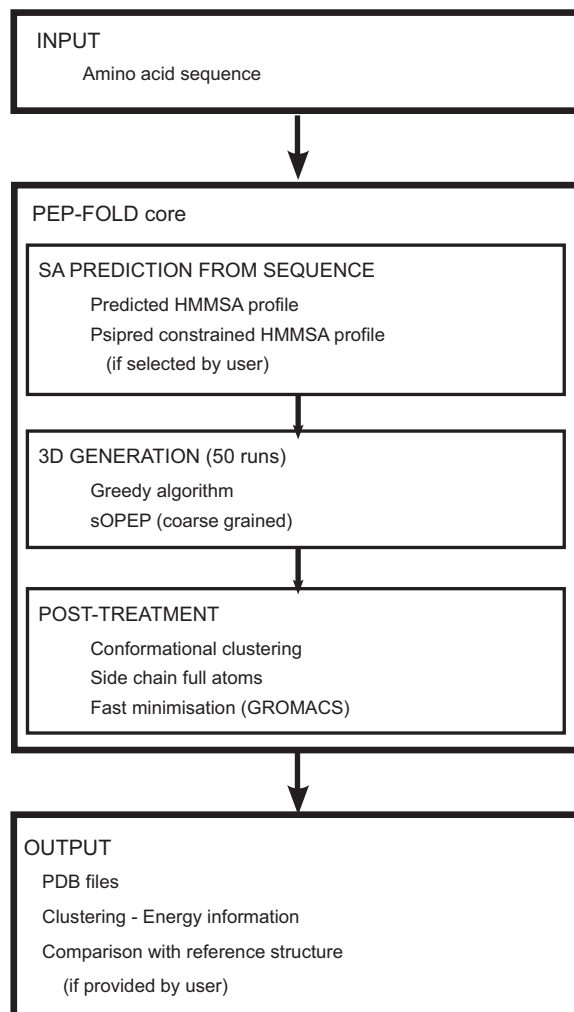 INPUT
Amino acid sequence
PEP-FOLD core
SA PREDICTION FROM SEQUENCE
Predicted HMMSA profile
Psipred constrained HMMSA profile
(if selected by user)
3D GENERATION (50 runs)
Greedy algorithm
sOPEP (coarse grained)
POST-TREATMENT
Conformational clustering
Side chain full atoms
Fast minimisation (GROMACS)
OUTPUT
PDB files
Clustering - Energy information
Comparison with reference structure
(if provided by user)